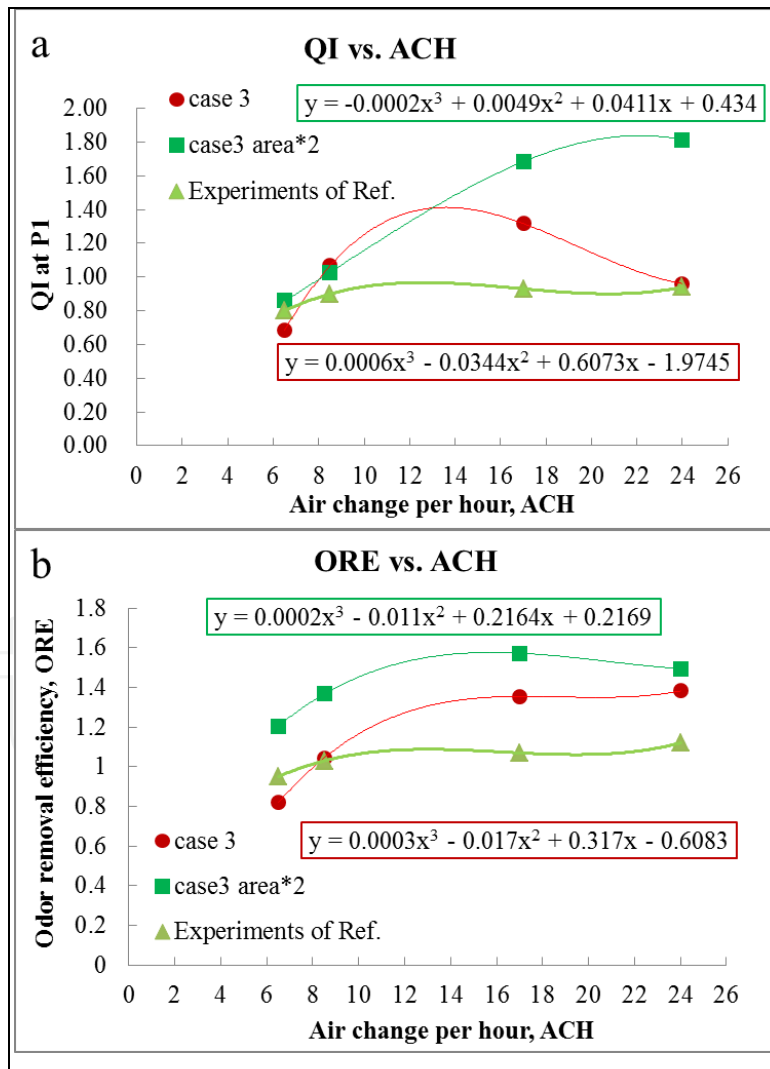 a
QI vs. ACH
case 3
case3 area*2
Experiments of Ref.
y = -0.0002x³ + 0.0049x² + 0.0411x + 0.434
y = 0.0006x³ - 0.0344x² + 0.6073x - 1.9745
QI at P1
2.00
1.80
1.60
1.40
1.20
1.00
0.80
0.60
0.40
0.20
0.00
0 2 4 6 8 10 12 14 16 18 20 22 24 26
Air change per hour, ACH
b
ORE vs. ACH
y = 0.0002x³ - 0.011x² + 0.2164x + 0.2169
y = 0.0003x³ - 0.017x² + 0.317x - 0.6083
case 3
case3 area*2
Experiments of Ref.
Odor removal efficiency, ORE
1.8
1.6
1.4
1.2
1
0.8
0.6
0.4
0.2
0
0 2 4 6 8 10 12 14 16 18 20 22 24 26
Air change per hour, ACH